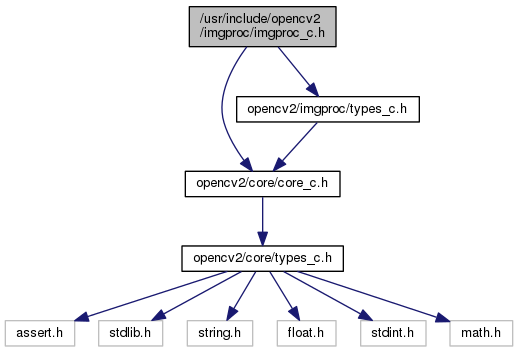 /usr/include/opencv2
/imgproc/imgproc_c.h
opencv2/imgproc/types_c.h
opencv2/core/core_c.h
opencv2/core/types_c.h
assert.h
stdlib.h
string.h
float.h
stdint.h
math.h